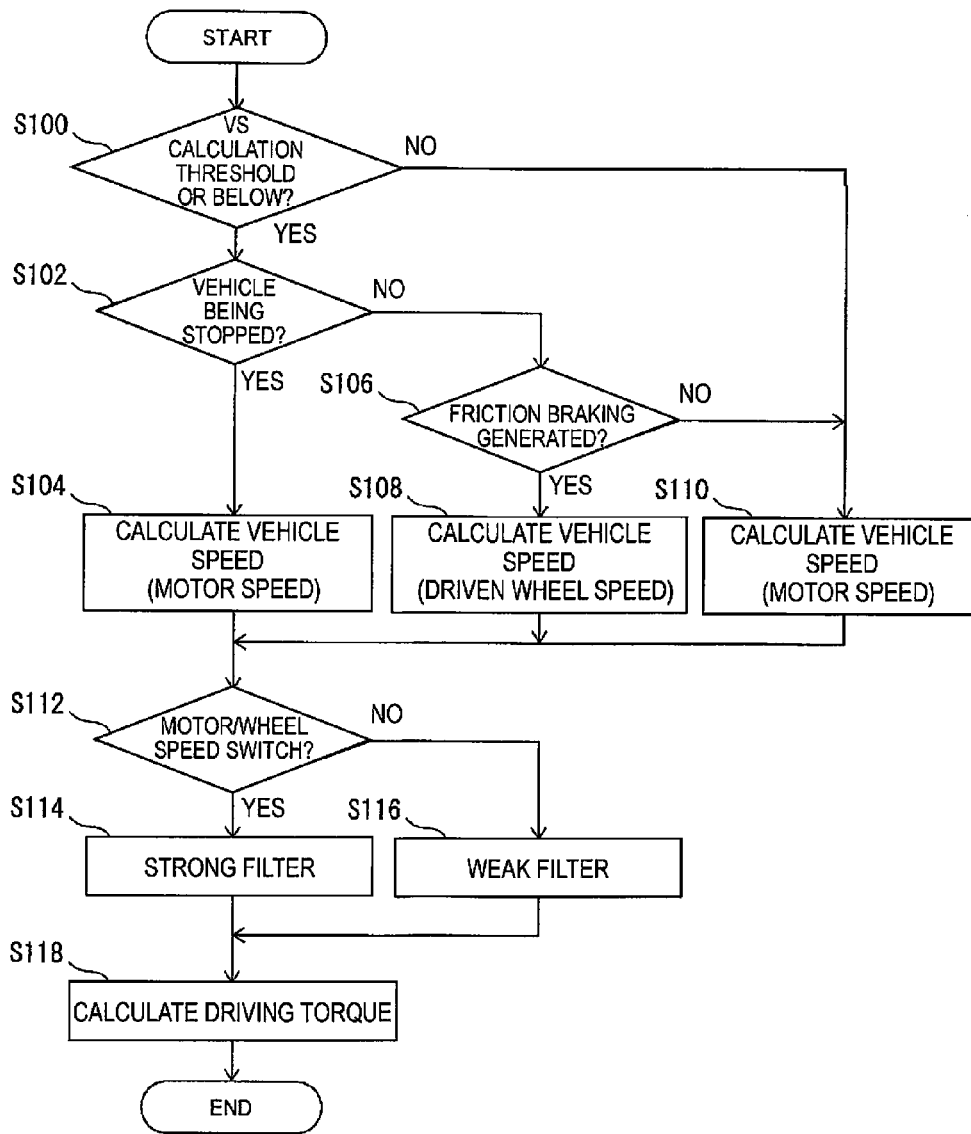 START
S100
VS
CALCULATION
THRESHOLD
OR BELOW?
NO
YES
S102
VEHICLE
BEING
STOPPED?
NO
YES
S106
FRICTION BRAKING
GENERATED?
NO
YES
S104
CALCULATE VEHICLE
SPEED
(MOTOR SPEED)
S108
CALCULATE VEHICLE
SPEED
(DRIVEN WHEEL SPEED)
S110
CALCULATE VEHICLE
SPEED
(MOTOR SPEED)
S112
MOTOR/WHEEL
SPEED SWITCH?
NO
YES
S114
STRONG FILTER
S116
WEAK FILTER
S118
CALCULATE DRIVING TORQUE
END